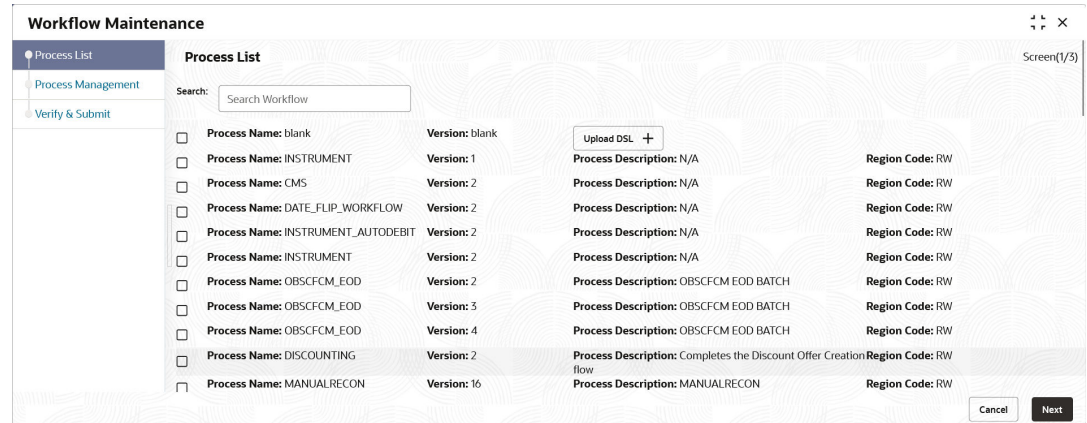 Workflow Maintenance
Process List
Process Management
Verify & Submit
Process List
Screen(1/3)
Search:
Search Workflow
Process Name: blank Version: blank Upload DSL +
Process Name: INSTRUMENT Version: 1 Process Description: N/A Region Code: RW
Process Name: CMS Version: 2 Process Description: N/A Region Code: RW
Process Name: DATE_FLIP_WORKFLOW Version: 2 Process Description: N/A Region Code: RW
Process Name: INSTRUMENT_AUTODEBIT Version: 2 Process Description: N/A Region Code: RW
Process Name: INSTRUMENT Version: 2 Process Description: N/A Region Code: RW
Process Name: OBSCFCM_EOD Version: 2 Process Description: OBSCFCM EOD BATCH Region Code: RW
Process Name: OBSCFCM_EOD Version: 3 Process Description: OBSCFCM EOD BATCH Region Code: RW
Process Name: OBSCFCM_EOD Version: 4 Process Description: OBSCFCM EOD BATCH Region Code: RW
Process Name: DISCOUNTING Version: 2 Process Description: Completes the Discount Offer Creation Region Code: RW
flow
Process Name: MANUALRECON Version: 16 Process Description: MANUALRECON Region Code: RW
Cancel Next